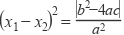 (x₁ − x₂)² = |b² − 4ac| / a²